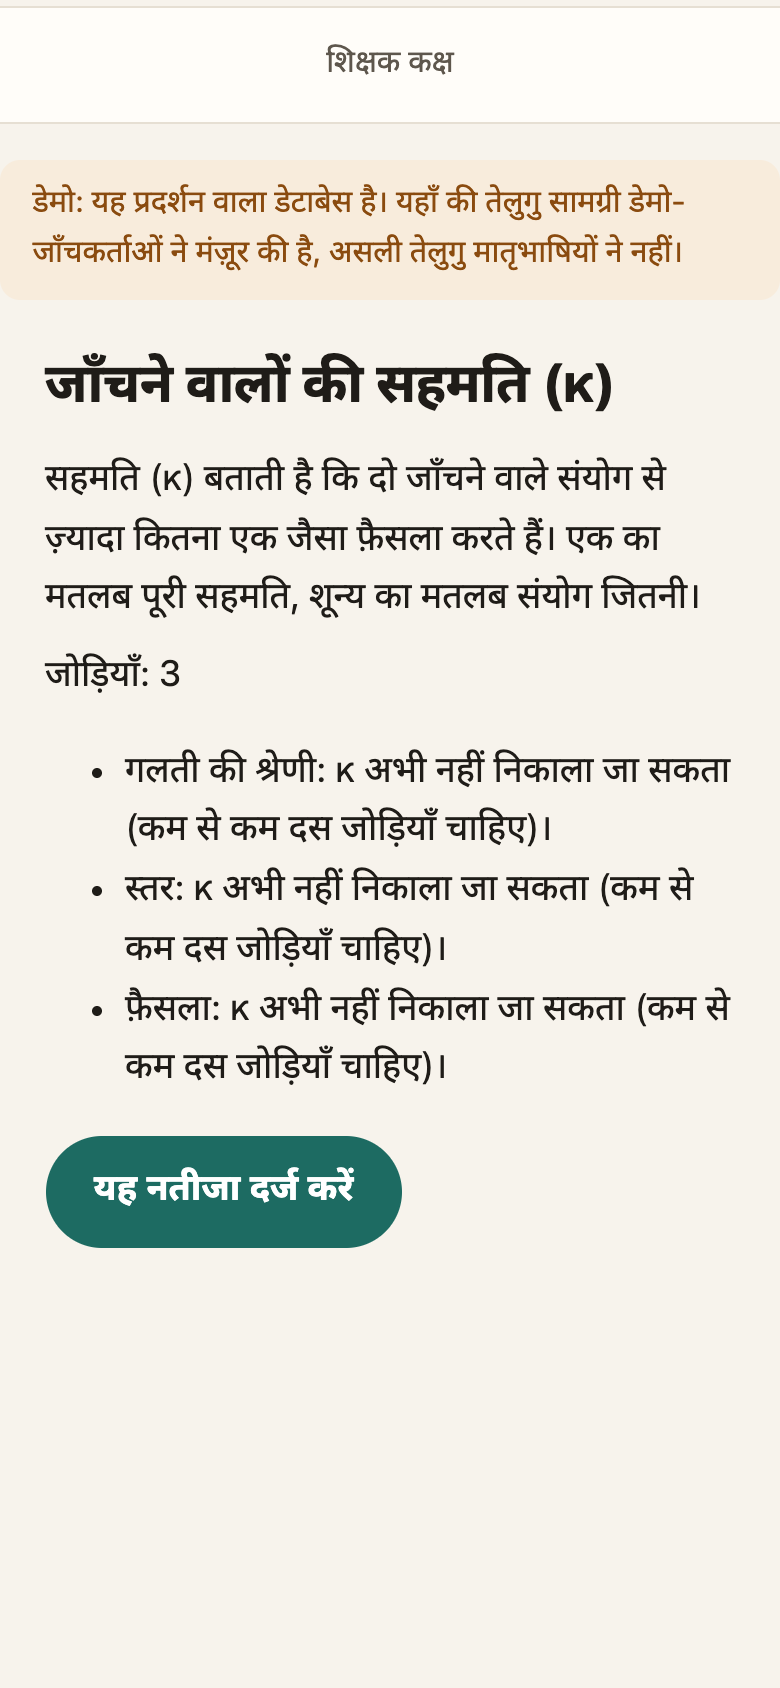 शिक्षक कक्ष
डेमो: यह प्रदर्शन वाला डेटाबेस है। यहाँ की तेलुगु सामग्री डेमो-
जाँचकर्ताओं ने मंज़ूर की है, असली तेलुगु मातृभाषियों ने नहीं।
जाँचने वालों की सहमति (κ)
सहमति (κ) बताती है कि दो जाँचने वाले संयोग से
ज़्यादा कितना एक जैसा फ़ैसला करते हैं। एक का
मतलब पूरी सहमति, शून्य का मतलब संयोग जितनी।
जोड़ियाँ: 3
• गलती की श्रेणी: κ अभी नहीं निकाला जा सकता
(कम से कम दस जोड़ियाँ चाहिए)।
• स्तर: κ अभी नहीं निकाला जा सकता (कम से
कम दस जोड़ियाँ चाहिए)।
• फ़ैसला: κ अभी नहीं निकाला जा सकता (कम से
कम दस जोड़ियाँ चाहिए)।
यह नतीजा दर्ज करें